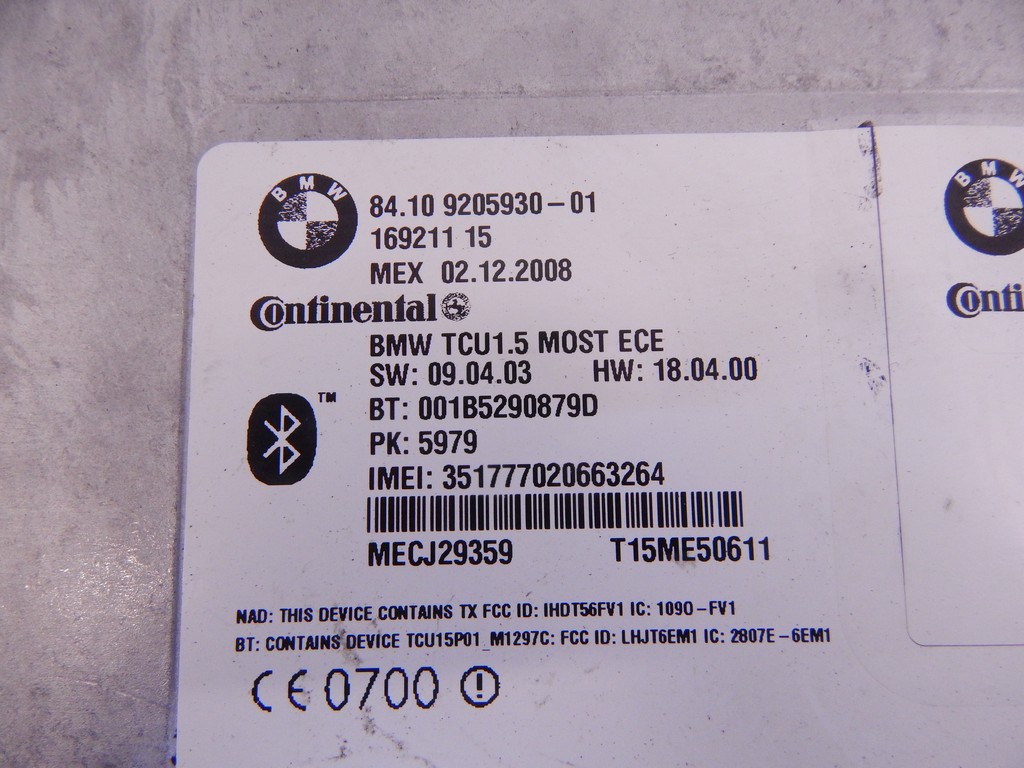 BMW
84.10 9205930-01
169211 15
MEX 02.12.2008
Continental
BMW TCU1.5 MOST ECE
SW: 09.04.03 HW: 18.04.00
TM
BT: 001B5290879D
PK: 5979
IMEI: 351777020663264
MECJ29359 T15ME50611
NAD: THIS DEVICE CONTAINS TX FCC ID: IHDT56FV1 IC: 1090-FV1
BT: CONTAINS DEVICE TCU15P01_M1297C: FCC ID: LHJT6EM1 IC: 2807E-6EM1
CE 0700
BMW
Conti